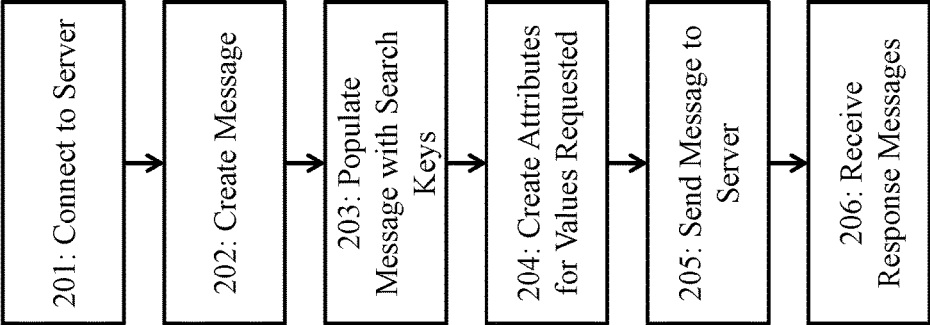 201: Connect to Server
202: Create Message
203: Populate
Message with Search
Keys
204: Create Attributes
for Values Requested
205: Send Message to
Server
206: Receive
Response Messages